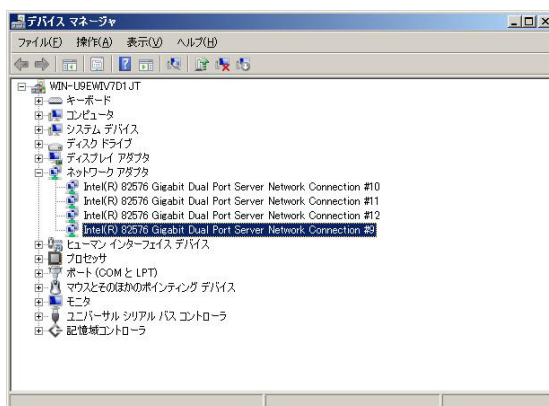 デバイス マネージャ
ファイル(F) 操作(A) 表示(V) ヘルプ(H)
WIN-U9EWIV7D1JT
キーボード
コンピュータ
システム デバイス
ディスク ドライブ
ディスプレイ アダプタ
ネットワーク アダプタ
Intel(R) 82576 Gigabit Dual Port Server Network Connection #10
Intel(R) 82576 Gigabit Dual Port Server Network Connection #11
Intel(R) 82576 Gigabit Dual Port Server Network Connection #12
Intel(R) 82576 Gigabit Dual Port Server Network Connection #9
ヒューマン インターフェイス デバイス
プロセッサ
ポート (COM と LPT)
マウスとそのほかのポインティング デバイス
モニタ
ユニバーサル シリアル バス コントローラ
記憶域コントローラ